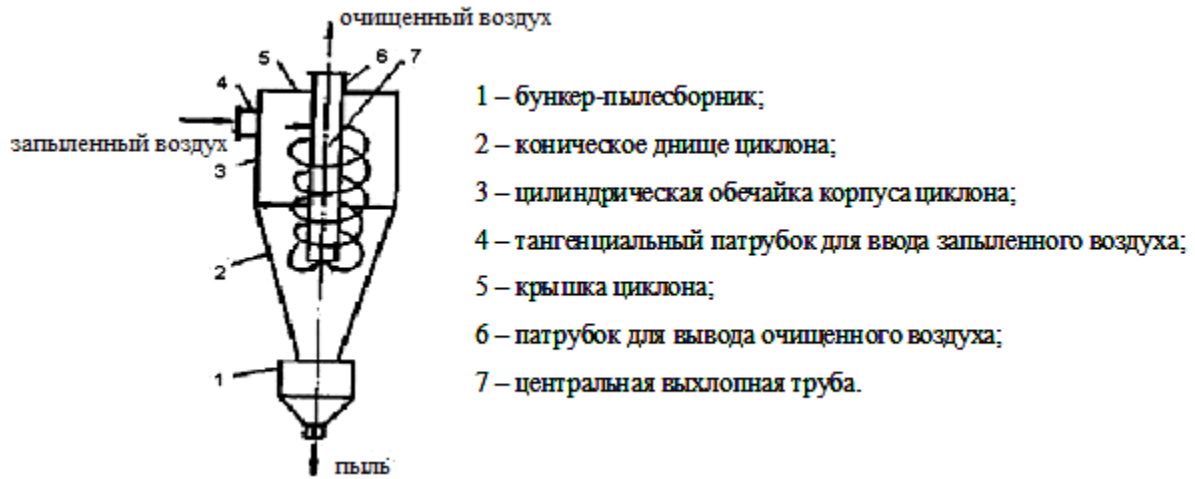 очищенный воздух
5
6
7
4
запыленный воздух
3
2
1
пыль
1 – бункер-пылесборник;
2 – коническое днище циклона;
3 – цилиндрическая обечайка корпуса циклона;
4 – тангенциальный патрубок для ввода запыленного воздуха;
5 – крышка циклона;
6 – патрубок для вывода очищенного воздуха;
7 – центральная выхлопная труба.